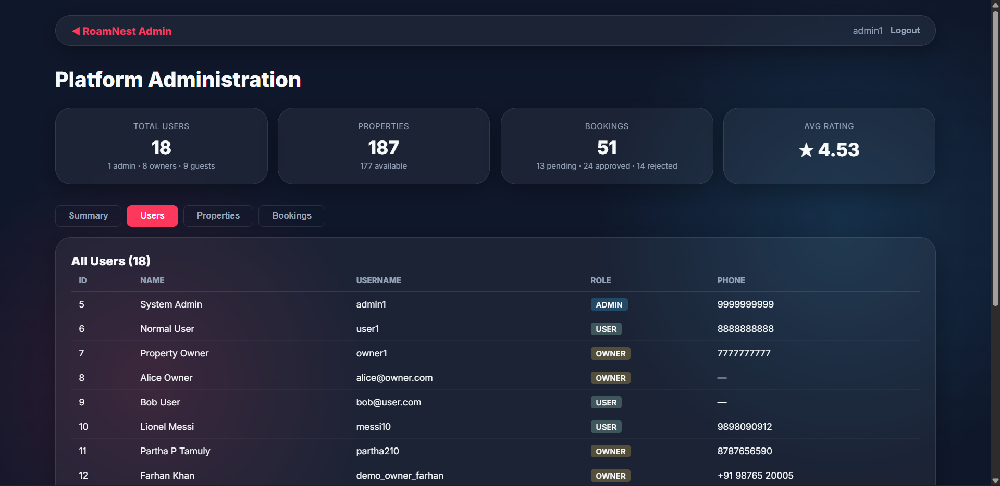 ◀ RoamNest Admin admin1 Logout
Platform Administration
TOTAL USERS
18
1 admin · 8 owners · 9 guests
PROPERTIES
187
177 available
BOOKINGS
51
13 pending · 24 approved · 14 rejected
AVG RATING
★ 4.53
Summary Users Properties Bookings
All Users (18)
ID NAME USERNAME ROLE PHONE
5 System Admin admin1 ADMIN 9999999999
6 Normal User user1 USER 8888888888
7 Property Owner owner1 OWNER 7777777777
8 Alice Owner alice@owner.com OWNER —
9 Bob User bob@user.com USER —
10 Lionel Messi messi10 USER 9898090912
11 Partha P Tamuly partha210 OWNER 8787656590
12 Farhan Khan demo_owner_farhan OWNER +91 98765 20005